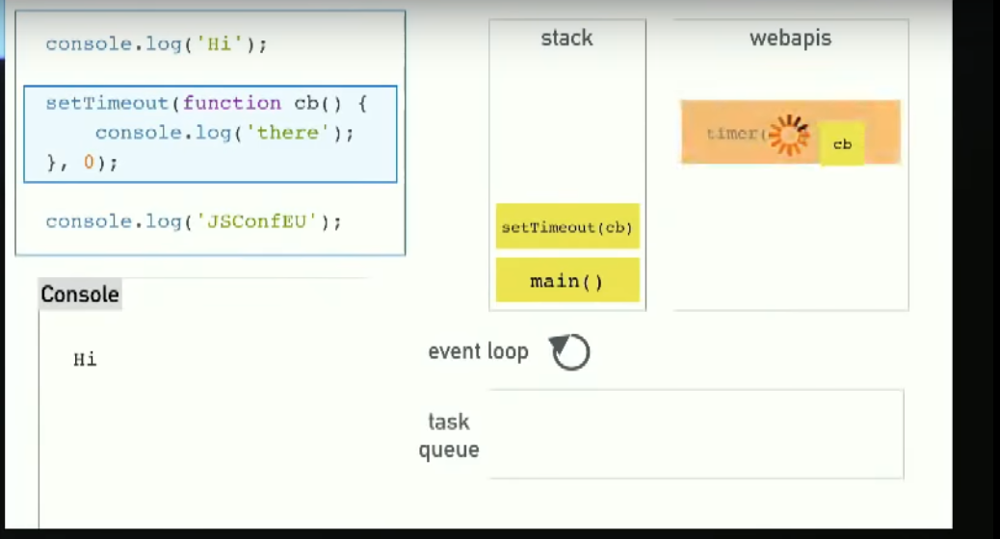 console.log('Hi');
setTimeout(function cb() {
    console.log('there');
}, 0);
console.log('JSConfEU');
Console
Hi
stack
setTimeout(cb)
main()
webapis
timer(
cb
event loop
task
queue